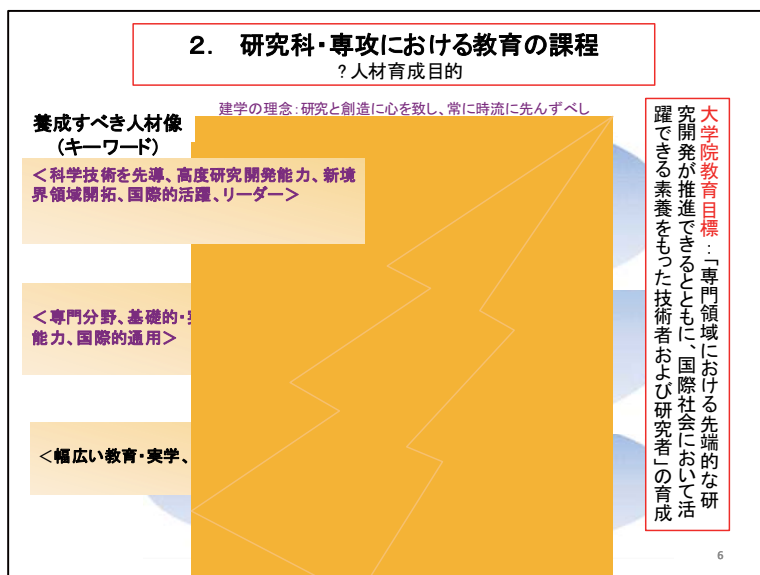 ２． 研究科・専攻における教育の課程
?人材育成目的
建学の理念：研究と創造に心を致し、常に時流に先んずべし
養成すべき人材像
（キーワード）
＜科学技術を先導、高度研究開発能力、新境
界領域開拓、国際的活躍、リーダー＞
＜専門分野、基礎的・
能力、国際的通用＞
＜幅広い教育・実学、
大学院教育目標：「専門領域における先端的な研
究開発が推進できるとともに、国際社会において活
躍できる素養をもった技術者および研究者」の育成
6